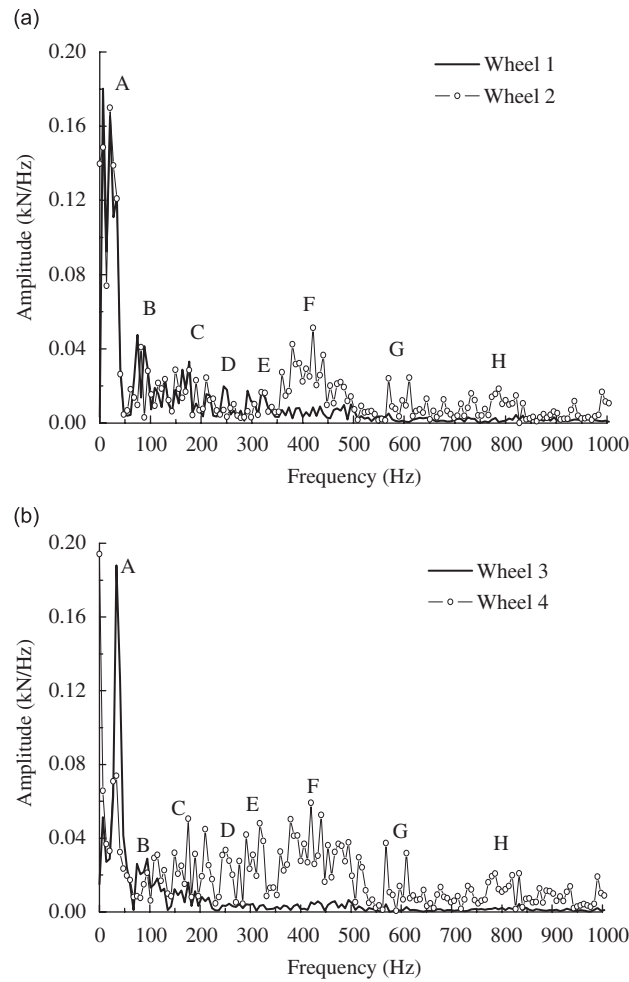 (a)
0.20
0.16
0.12
0.08
0.04
0.00
Amplitude (kN/Hz)
A
B
C
D
E
F
G
H
Wheel 1
Wheel 2
0 100 200 300 400 500 600 700 800 900 1000
Frequency (Hz)
(b)
0.20
0.16
0.12
0.08
0.04
0.00
Amplitude (kN/Hz)
A
B
C
D
E
F
G
H
Wheel 3
Wheel 4
0 100 200 300 400 500 600 700 800 900 1000
Frequency (Hz)